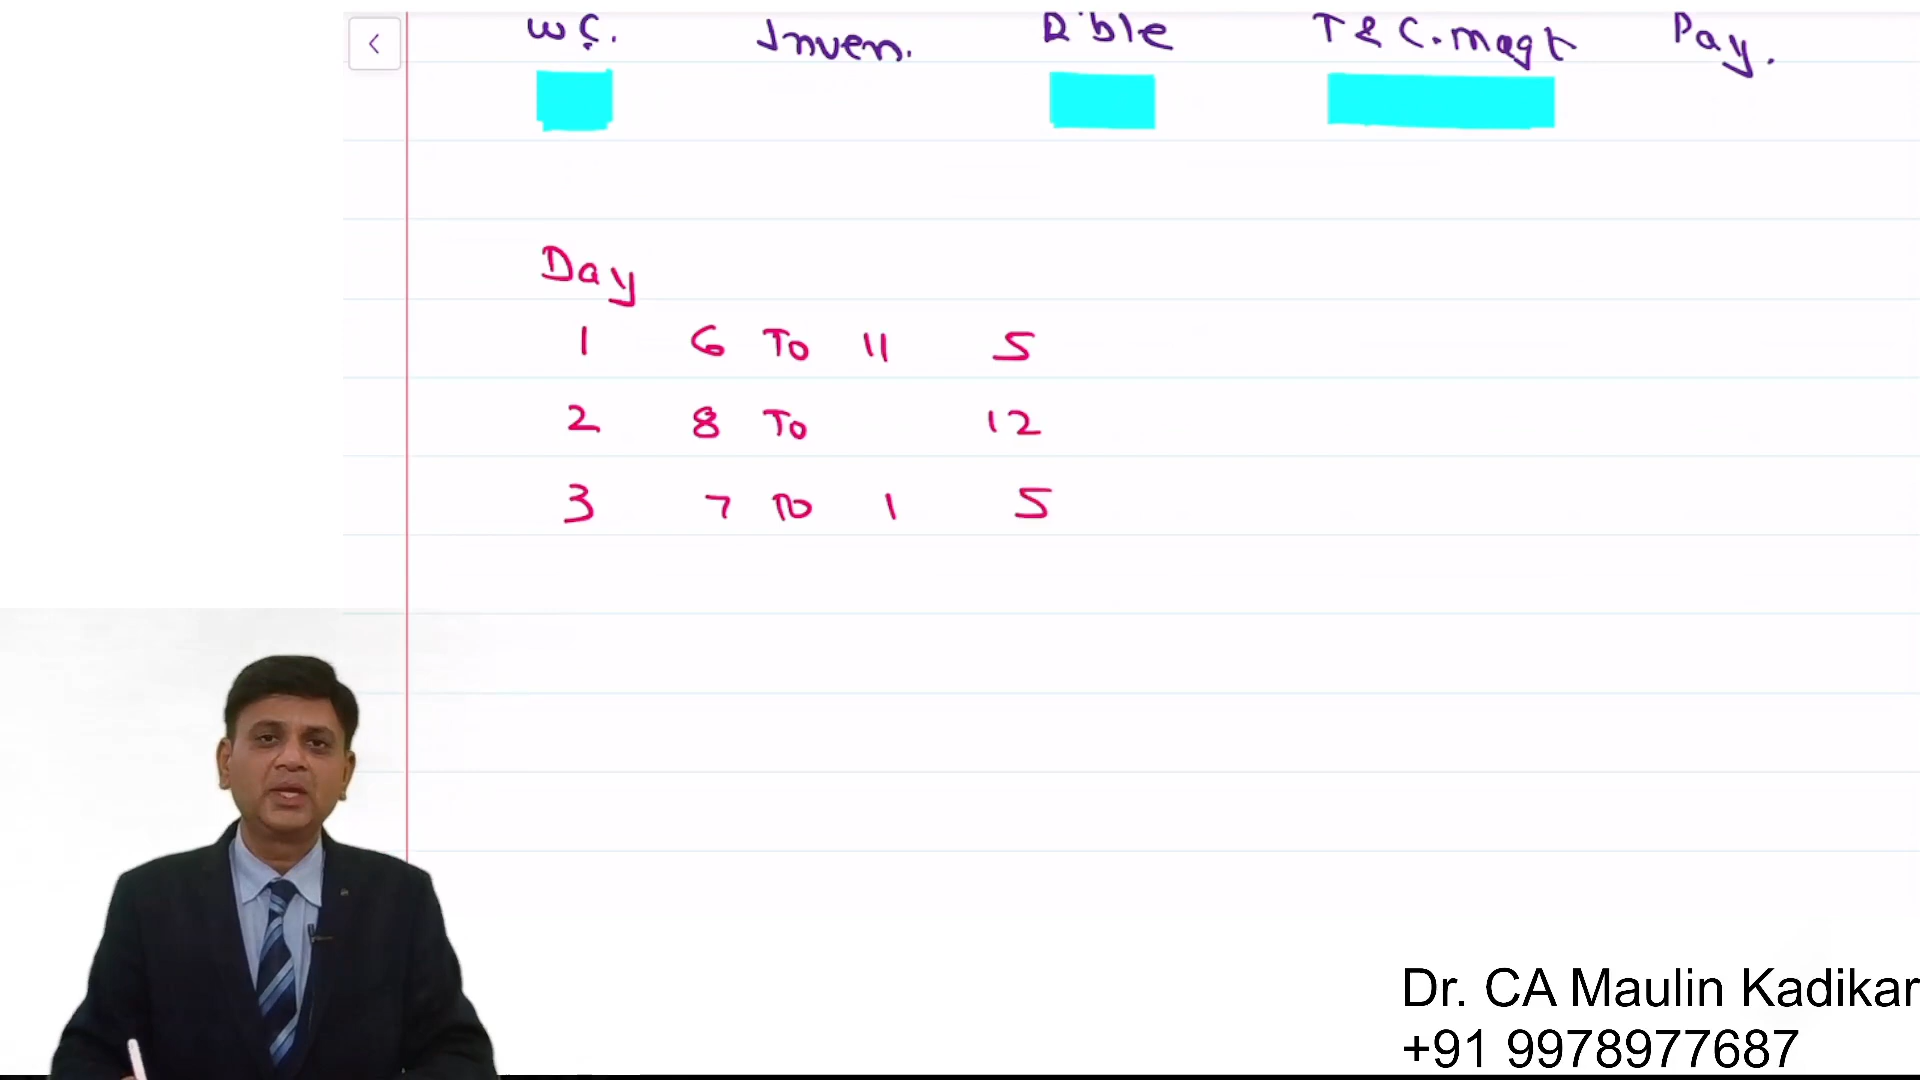 W C. Inven. R'ble T & C. Magt Pay.
Day
1 6 To 11 5
2 8 To 12
3 7 To 1 5
Dr. CA Maulin Kadikar
+91 9978977687